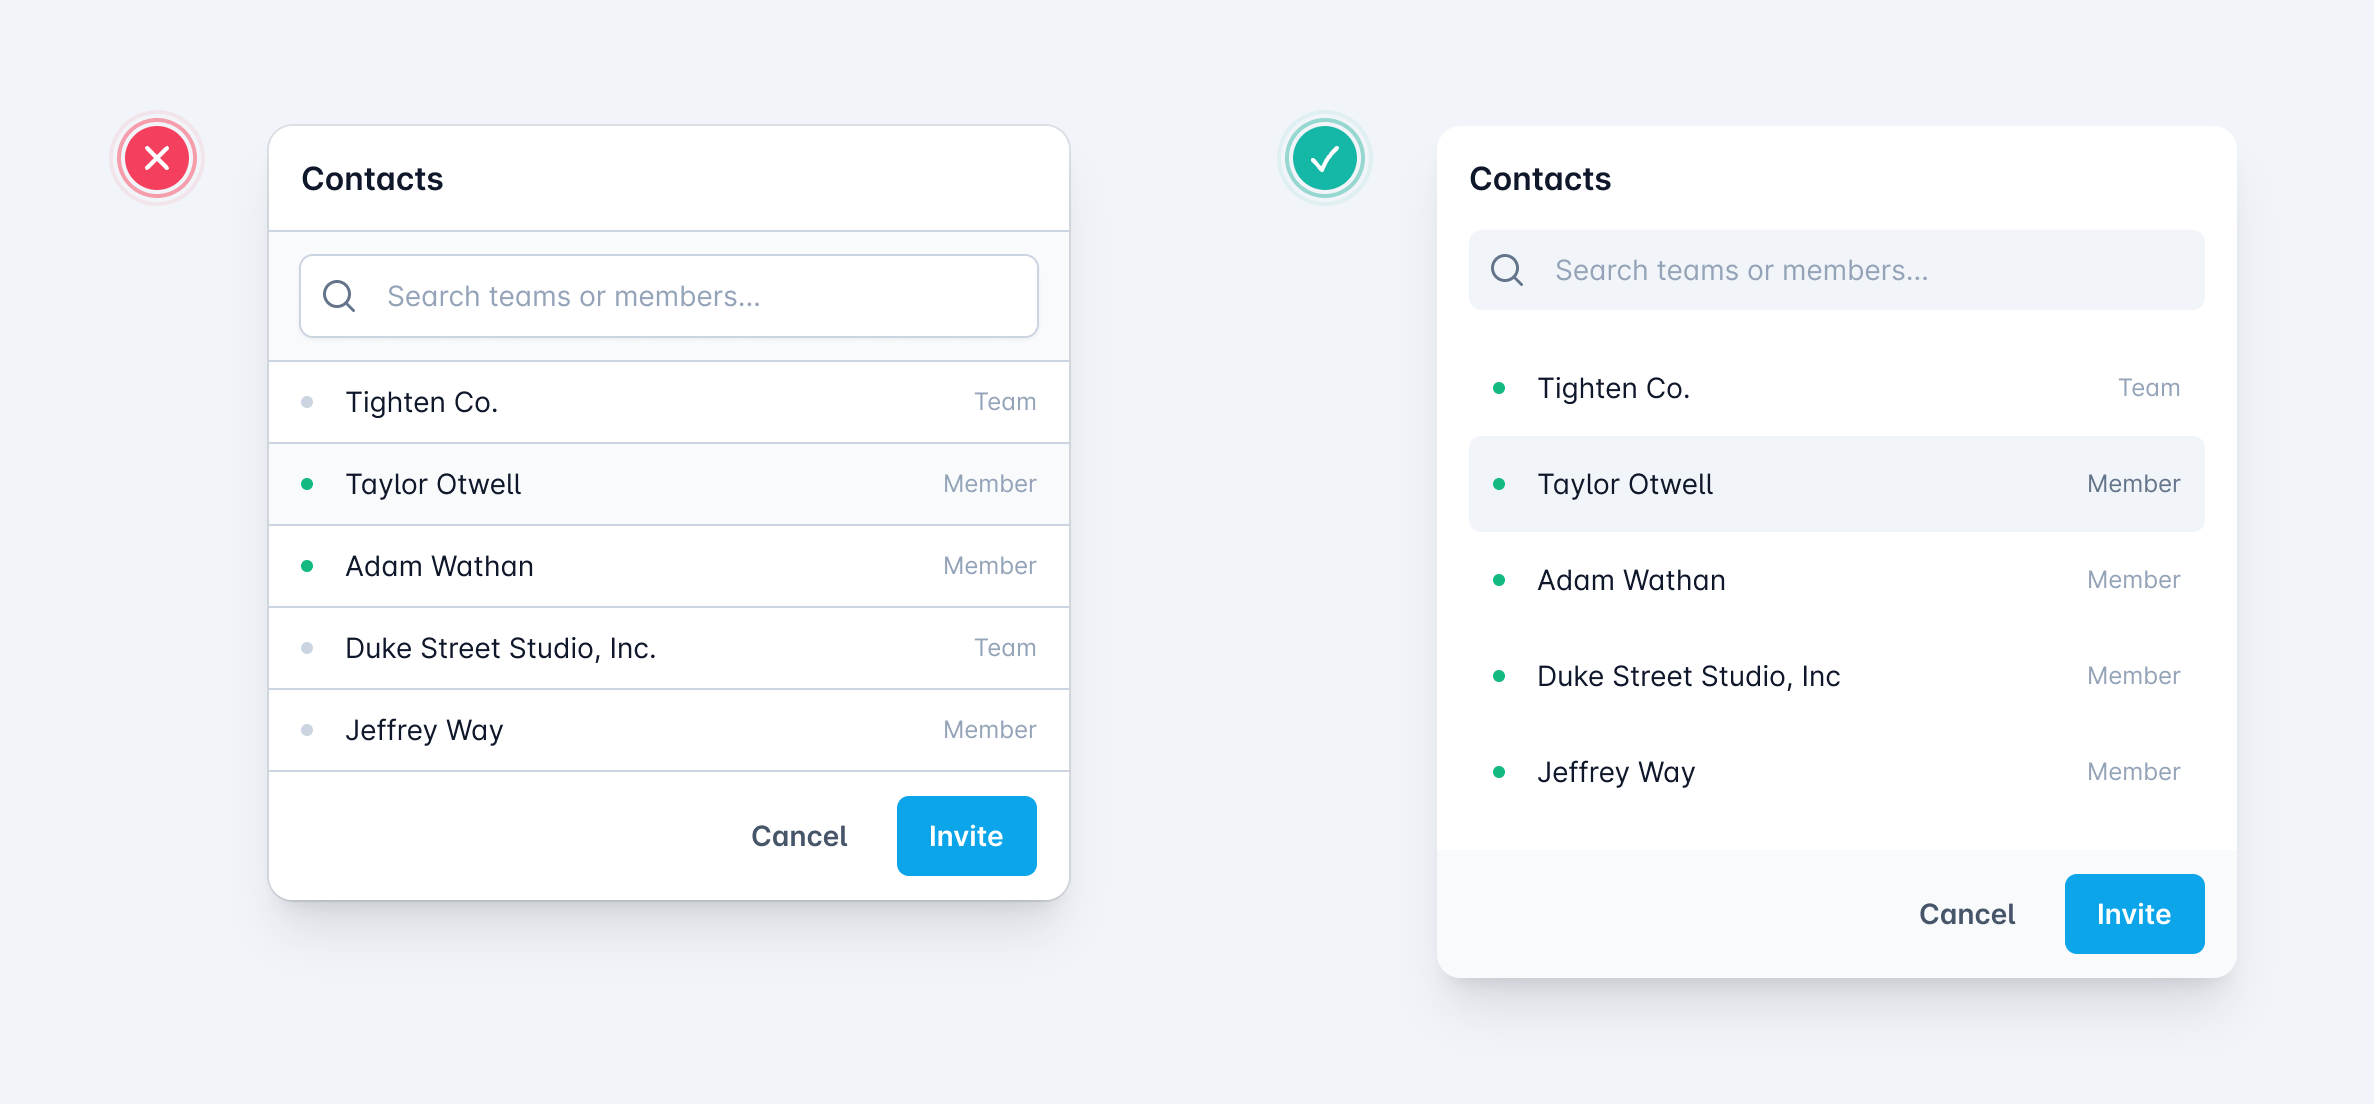 Contacts
Search teams or members...
Tighten Co. Team
Taylor Otwell Member
Adam Wathan Member
Duke Street Studio, Inc. Team
Jeffrey Way Member
Cancel Invite
Contacts
Search teams or members...
Tighten Co. Team
Taylor Otwell Member
Adam Wathan Member
Duke Street Studio, Inc Member
Jeffrey Way Member
Cancel Invite